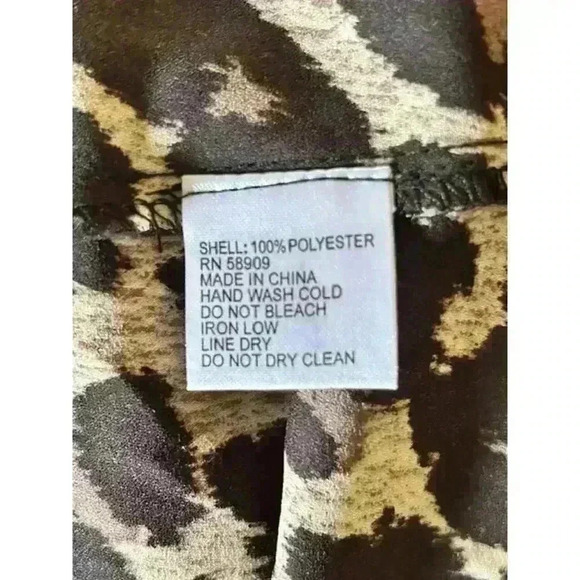 SHELL: 100% POLYESTER
RN 58909
MADE IN CHINA
HAND WASH COLD
DO NOT BLEACH
IRON LOW
LINE DRY
DO NOT DRY CLEAN